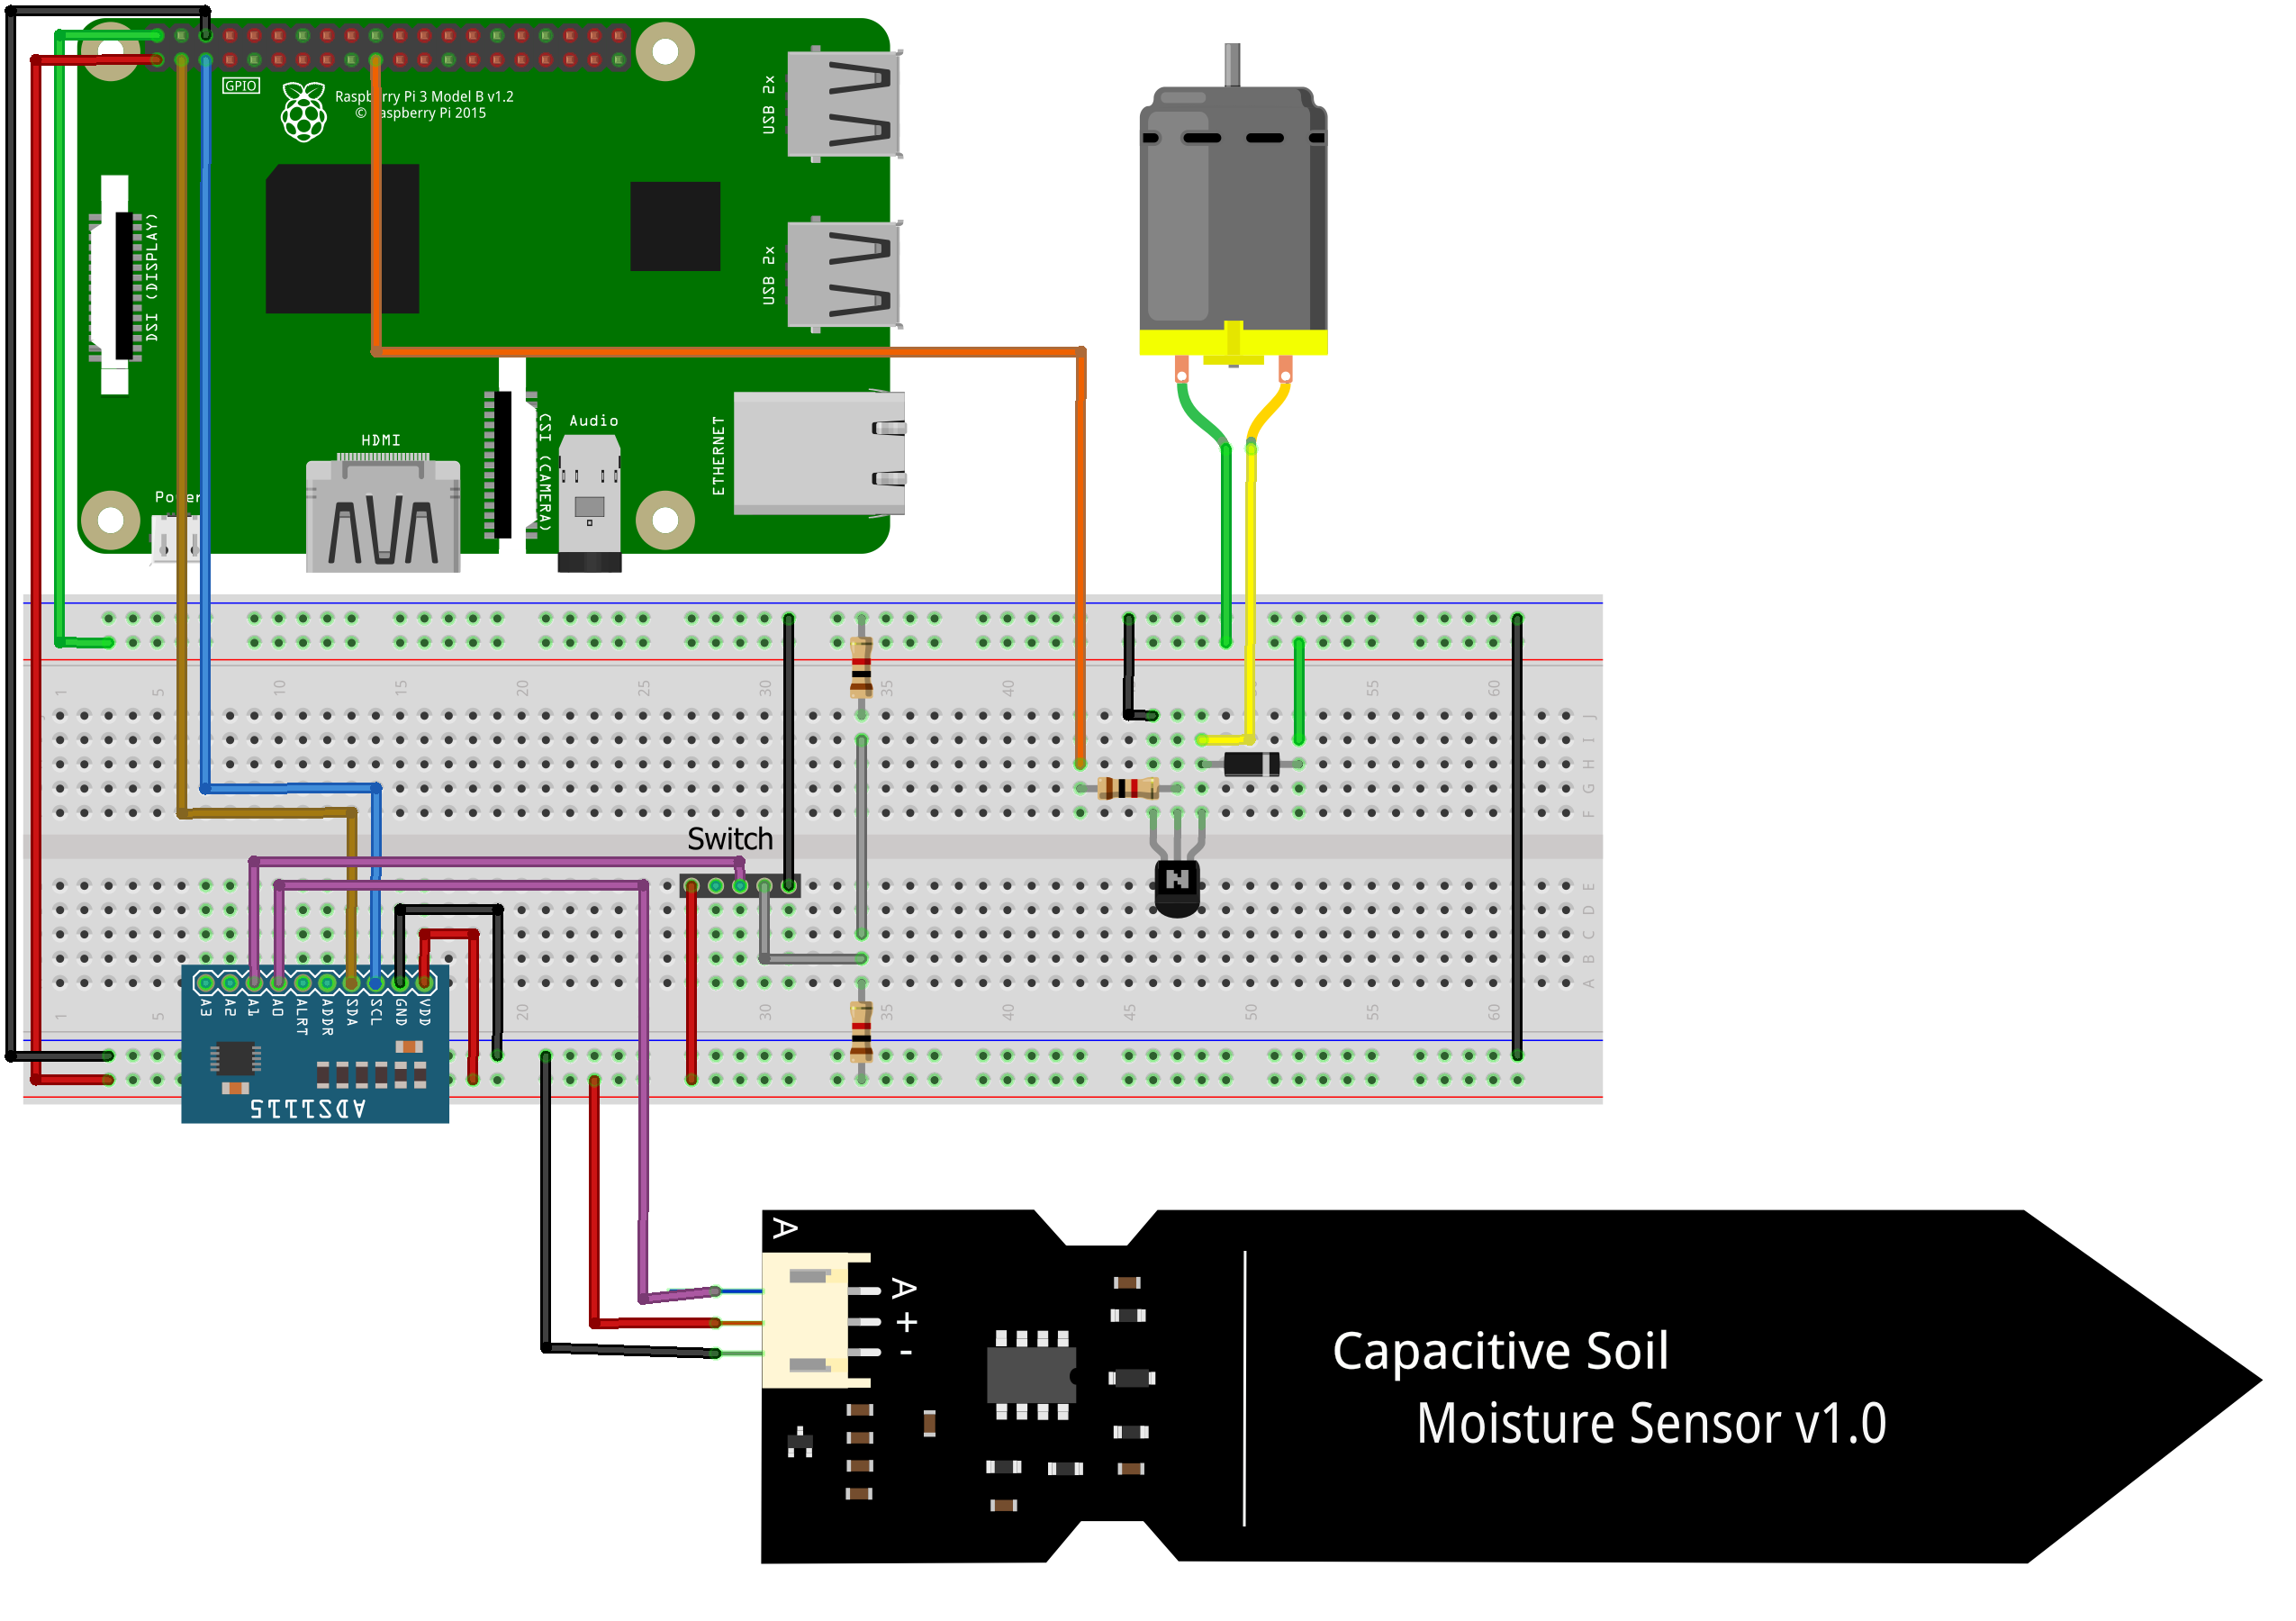 GPIO
Raspberry Pi 3 Model B v1.2
© Raspberry Pi 2015
USB 2x
DSI (DISPLAY)
USB 2x
HDMI
CSI (CAMERA)
Audio
ETHERNET
Power
1 5 10 15 20 25 30 35 40 55 60
J
I
H
G
F
Switch
E
D
C
B
A
A3 A2 A1 A0 ALRT ADDR SDA SCL GND VDD
1 5 20 30 35 40 45 50 55 60
ADS1115
N
A
A
+
-
Capacitive Soil
Moisture Sensor v1.0